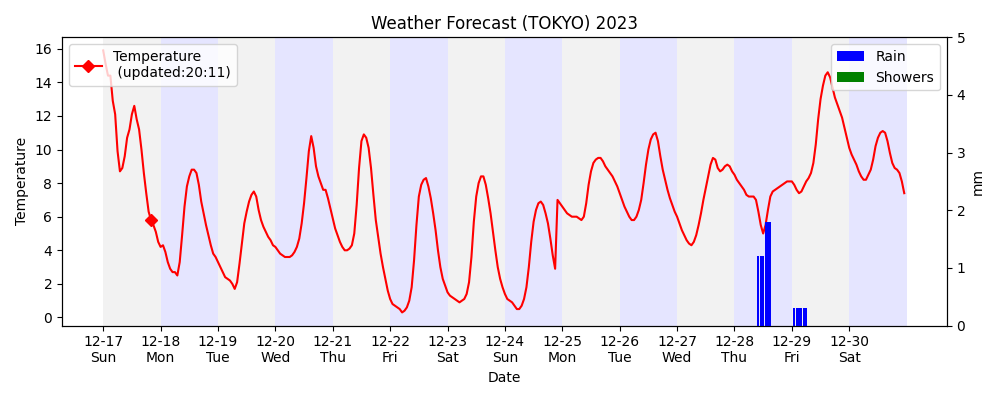 Weather Forecast (TOKYO) 2023
Temperature
(updated:20:11)
Rain
Showers
16
14
12
10
8
6
4
2
0
Temperature
5
4
3
2
1
0
mm
12-17 12-18 12-19 12-20 12-21 12-22 12-23 12-24 12-25 12-26 12-27 12-28 12-29 12-30
Sun Mon Tue Wed Thu Fri Sat Sun Mon Tue Wed Thu Fri Sat
Date